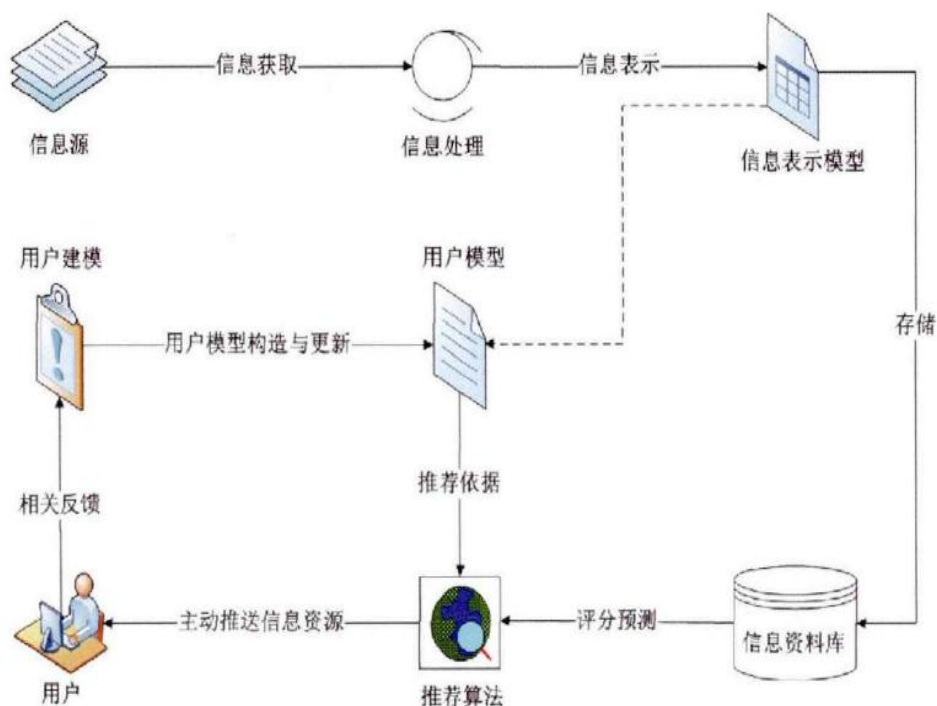 信息获取
信息表示
信息源
信息处理
信息表示模型
用户建模
用户模型
用户模型构造与更新
存储
推荐依据
相关反馈
主动推送信息资源
评分预测
信息资料库
用户
推荐算法